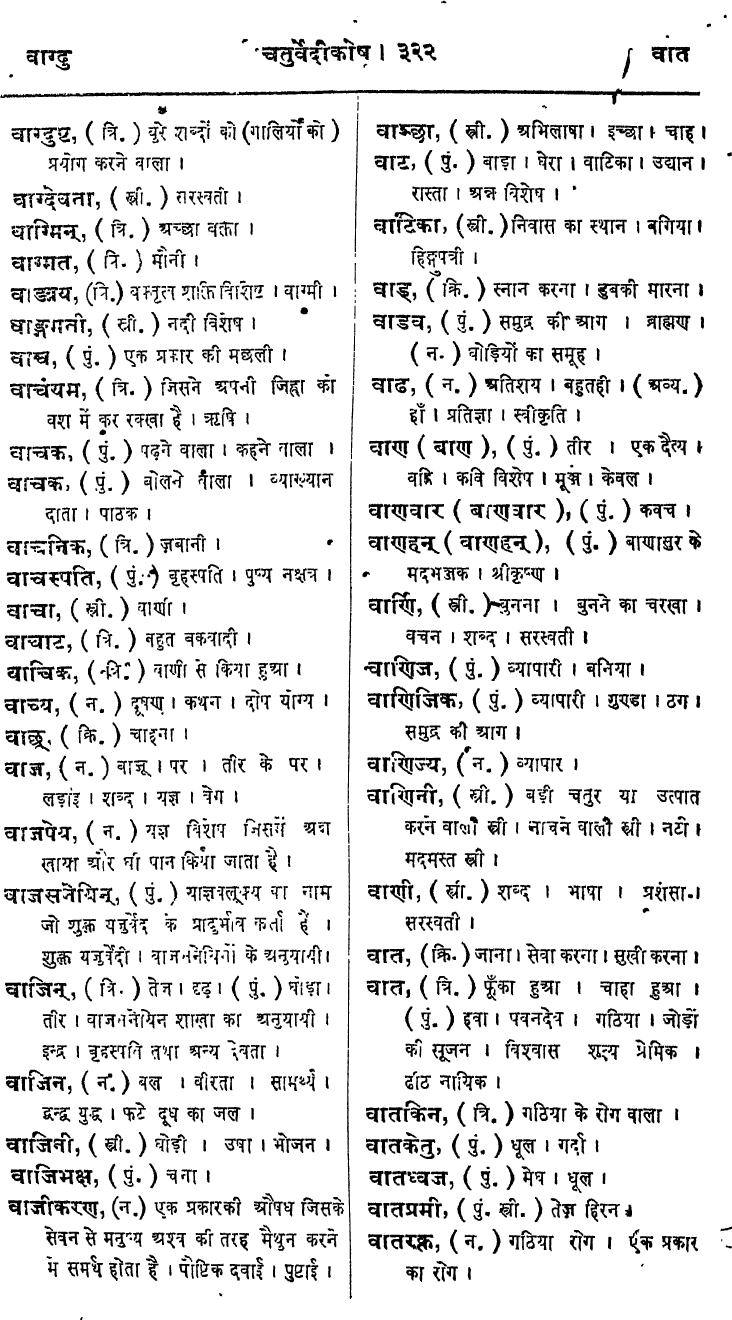 वाग्दु
चतुर्वेदीकोष । ३२२
वात
वाग्दुष्ट, ( त्रि. ) बुरे शब्दों को (गालियों को )
प्रयोग करने वाला ।
वाग्देवता, ( स्त्री. ) सरस्वती ।
वाग्मिन्, ( त्रि. ) अच्छा वक्ता ।
वाग्मत, ( त्रि. ) मौनी ।
वाङ्मय, (त्रि.) वक्तृत्व शक्ति विशिष्ट । वाग्मी ।
वाङ्मती, ( स्त्री. ) नदी विशेष ।
( पुं. ) एक प्रकार की मछली ।
वाचंयम, ( त्रि. ) जिसने अपनी जिह्वा को
वश में कर रक्खा है । ऋषि ।
वाचक, ( पुं. ) पढ़ने वाला । कहने वाला ।
वाचक, ( पुं. ) बोलने वाला । व्याख्यान
दाता । पाठक ।
वाचनिक, ( त्रि. ) ज़बानी ।
वाचस्पति, ( पुं. ) बृहस्पति । पुष्य नक्षत्र ।
वाचा, ( स्त्री. ) वाणी ।
वाचाट, ( त्रि. ) बहुत बकवादी ।
वाचिक, ( त्रि. ) वाणी से किया हुआ ।
वाच्य, ( न. ) दूषण । कथन । दोष योग्य ।
वाछ्, ( क्रि. ) चाहना ।
वाज, ( न. ) बाजू । पर । तीर के पर ।
लड़ाई । शब्द । यज्ञ । वेग ।
वाजपेय, ( न. ) यज्ञ विशेष जिसमें अन्न
खाया और घी पान किया जाता है ।
वाजसनेयिन्, ( पुं. ) याज्ञवल्क्य का नाम
जो शुक्ल यजुर्वेद के प्रादुर्भाव कर्ता हैं ।
शुक्ल यजुर्वेदी । वाजसनेयियों के अनुयायी।
वाजिन्, ( त्रि. ) तेज । दृढ़ । ( पुं. ) घोड़ा।
तीर । वाजसनेयिन शाखा का अनुयायी ।
इन्द्र । बृहस्पति तथा अन्य देवता ।
वाजिन, ( न. ) बल । वीरता । सामर्थ्य ।
द्वन्द्व युद्ध । फटे दूध का जल ।
वाजिनी, ( स्त्री. ) घोड़ी । उषा । भोजन ।
वाजिभक्ष, ( पुं. ) चना ।
वाजीकरण, (न.) एक प्रकारकी औषध जिसके
सेवन से मनुष्य अश्व की तरह मैथुन करने
में समर्थ होता है । पौष्टिक दवाई । पुष्टाई ।
वाञ्छा, ( स्त्री. ) अभिलाषा । इच्छा । चाह ।
वाट, ( पुं. ) बाड़ा । घेरा । वाटिका । उद्यान ।
रास्ता । अन्न विशेष ।
वाटिका, (स्त्री.) निवास का स्थान । बगिया।
हिङ्गुपत्री ।
वाड्, ( क्रि. ) स्नान करना । डुबकी मारना ।
वाडव, ( पुं. ) समुद्र की आग । ब्राह्मण ।
( न. ) घोड़ियों का समूह ।
वाढ, ( न. ) अतिशय । बहुतही । ( अव्य. )
हाँ । प्रतिज्ञा । स्वीकृति ।
वाण ( बाण ), ( पुं. ) तीर । एक दैत्य ।
वह्नि । कवि विशेष । मूञ्ज । केवल ।
वाणवार ( बाणवार ), ( पुं. ) कवच ।
वाणहन् ( बाणहन् ), ( पुं. ) बाणासुर के
मदभञ्जक । श्रीकृष्ण ।
वाणि, ( स्त्री. ) बुनना । बुनने का चरखा ।
वचन । शब्द । सरस्वती ।
वाणिज, ( पुं. ) व्यापारी । बनिया ।
वाणिजिक, ( पुं. ) व्यापारी । गुण्डा । ठग ।
समुद्र की आग ।
वाणिज्य, ( न. ) व्यापार ।
वाणिनी, ( स्त्री. ) बड़ी चतुर या उत्पात
करने वाली स्त्री । नाचने वाली स्त्री । नटी ।
मदमस्त स्त्री ।
वाणी, ( स्त्री. ) शब्द । भाषा । प्रशंसा ।
सरस्वती ।
वात, (क्रि.) जाना। सेवा करना। सुखी करना।
वात, ( त्रि. ) फूँका हुआ । चाहा हुआ ।
( पुं. ) हवा । पवनदेव । गठिया । जोड़ों
की सूजन । विश्वास शून्य प्रेमिक ।
ढीठ नायिक ।
वातकिन, ( त्रि. ) गठिया के रोग वाला ।
वातकेतु, ( पुं. ) धूल । गर्दा ।
वातध्वज, ( पुं. ) मेघ । धूल ।
वातप्रमी, ( पुं. स्त्री. ) तेज़ हिरन ।
वातरक्त, ( न. ) गठिया रोग । एक प्रकार
का रोग ।